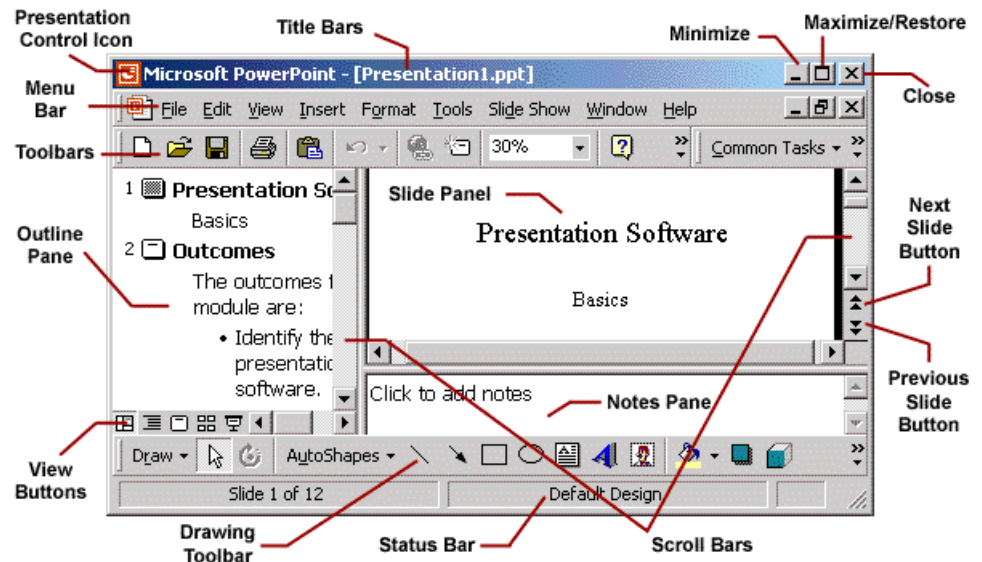 Presentation
Control Icon
Title Bars
Minimize
Maximize/Restore
Microsoft PowerPoint - [Presentation1.ppt]
Menu
Bar
File Edit View Insert Format Tools Slide Show Window Help
Close
Toolbars
30%
Common Tasks
1 Presentation So
Basics
2 Outcomes
The outcomes f
module are:
• Identify the
presentatio
software.
Outline
Pane
Slide Panel
Presentation Software
Basics
Next
Slide
Button
Click to add notes
Notes Pane
Previous
Slide
Button
View
Buttons
Draw
AutoShapes
Slide 1 of 12
Default Design
Drawing
Toolbar
Status Bar
Scroll Bars